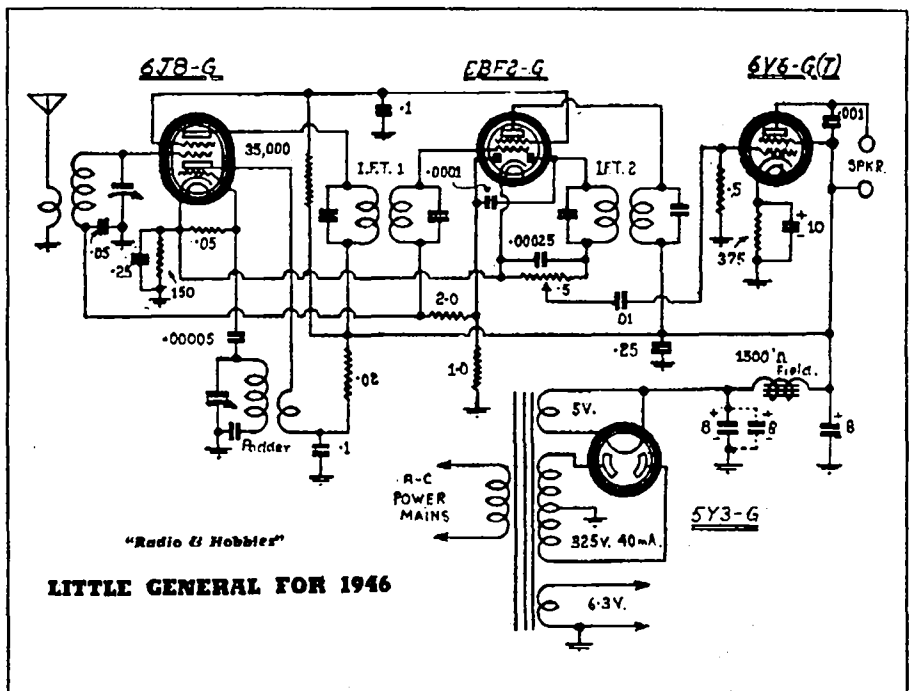 6J8-G
EBF2-G
6V6-G(T)
·1
·001
35,000
I.F.T. 1
·0001
I.F.T. 2
SPKR.
·5
·05
·05
·25
150
·00025
·5
375
10
+
-
2·0
·01
·00005
·25
1500 Ω
Field.
·02
1·0
5V.
+
8
-
+
8
-
+
8
-
Padder
·1
A-C
POWER
MAINS
5Y3-G
325V. 40mA.
"Radio & Hobbies"
LITTLE GENERAL FOR 1946
6·3V.